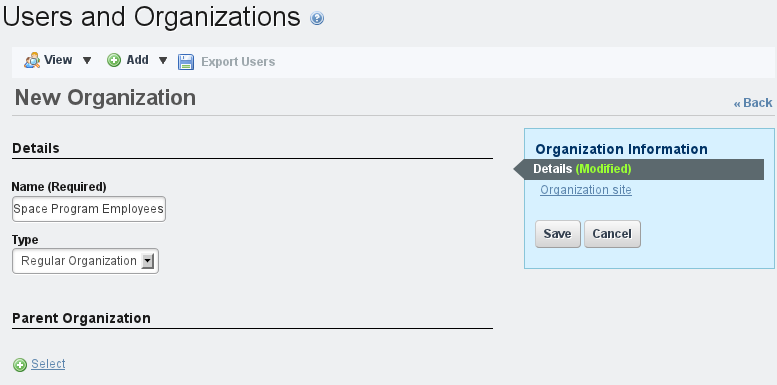 Users and Organizations
View Add Export Users
New Organization
« Back
Details
Name (Required)
Space Program Employees
Type
Regular Organization
Parent Organization
Select
Organization Information
Details (Modified)
Organization site
Save Cancel